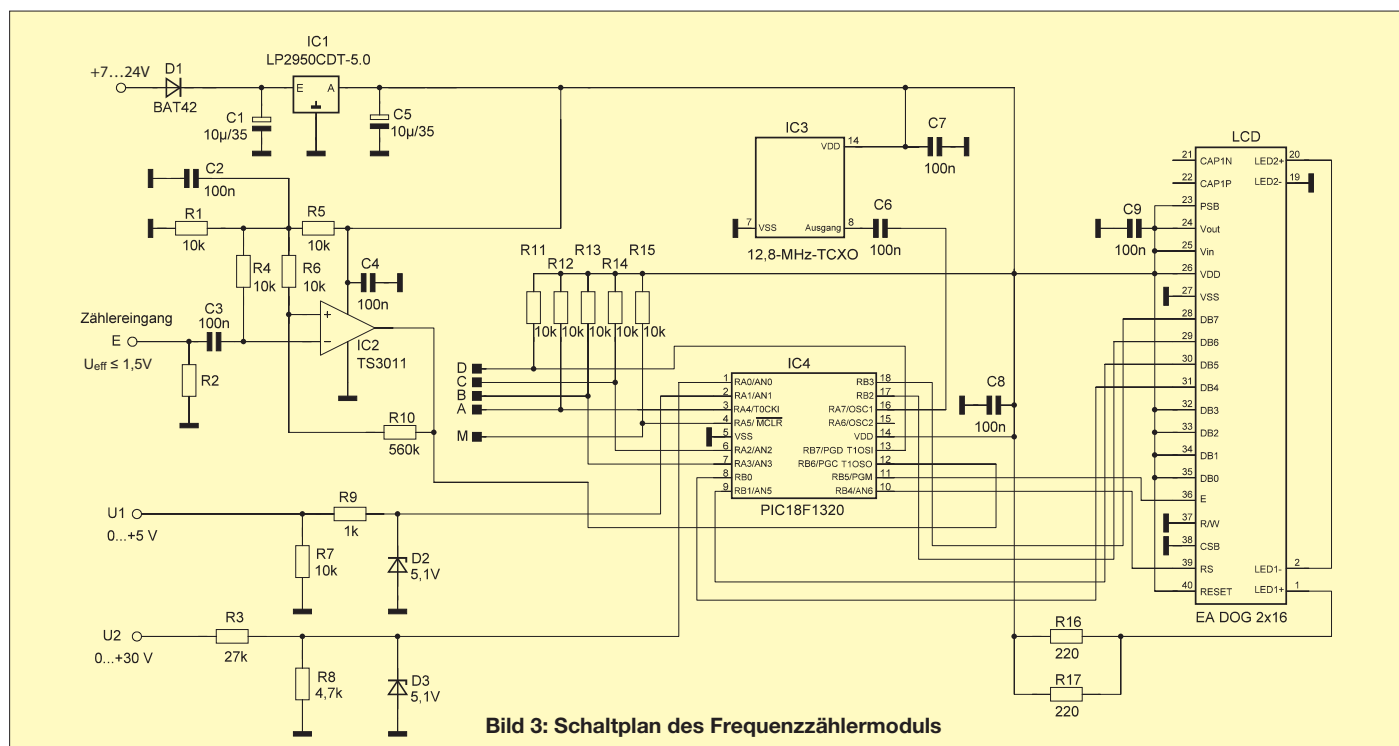 IC1
LP2950CDT-5.0
+7...24V
D1
BAT42
E
A
C1
10µ/35
C5
10µ/35
C2
100n
R1
10k
R5
10k
R4
10k
R6
10k
C4
100n
C3
100n
Zählereingang
E
Ueff ≤ 1,5V
R2
+
−
IC2
TS3011
R10
560k
IC3
VDD
14
7
VSS
Ausgang
8
12,8-MHz-TCXO
C7
100n
C6
100n
R11
R12
R13
R14
R15
10k
10k
10k
10k
10k
D
C
B
A
M
IC4
1
RA0/AN0
2
RA1/AN1
3
RA4/T0CKI
4
RA5/ MCLR
5
VSS
6
RA2/AN2
7
RA3/AN3
8
RB0
9
RB1/AN5
RB3
18
RB2
17
RA7/OSC1
16
RA6/OSC2
15
VDD
14
RB7/PGD T1OSI
13
RB6/PGC T1OSO
12
RB5/PGM
11
RB4/AN6
10
PIC18F1320
C8
100n
C9
100n
LCD
21
CAP1N
22
CAP1P
23
PSB
24
Vout
25
Vin
26
VDD
27
VSS
28
DB7
29
DB6
30
DB5
31
DB4
32
DB3
33
DB2
34
DB1
35
DB0
36
E
37
R/W
38
CSB
39
RS
40
RESET
LED2+
20
LED2-
19
LED1-
2
LED1+
1
EA DOG 2x16
U1
0...+5 V
R9
1k
R7
10k
D2
5,1V
U2
0...+30 V
R3
27k
R8
4,7k
D3
5,1V
R16
220
R17
220
Bild 3: Schaltplan des Frequenzzählermoduls